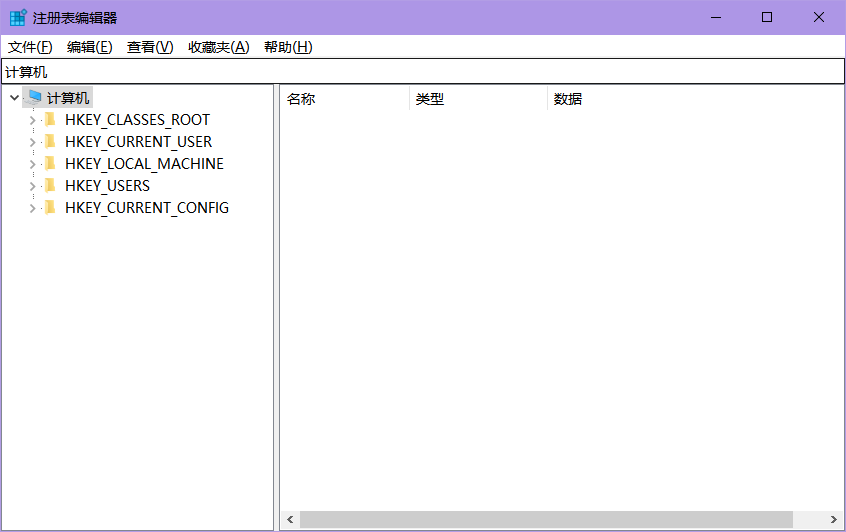 注册表编辑器
文件(F) 编辑(E) 查看(V) 收藏夹(A) 帮助(H)
计算机
计算机
HKEY_CLASSES_ROOT
HKEY_CURRENT_USER
HKEY_LOCAL_MACHINE
HKEY_USERS
HKEY_CURRENT_CONFIG
名称 类型 数据